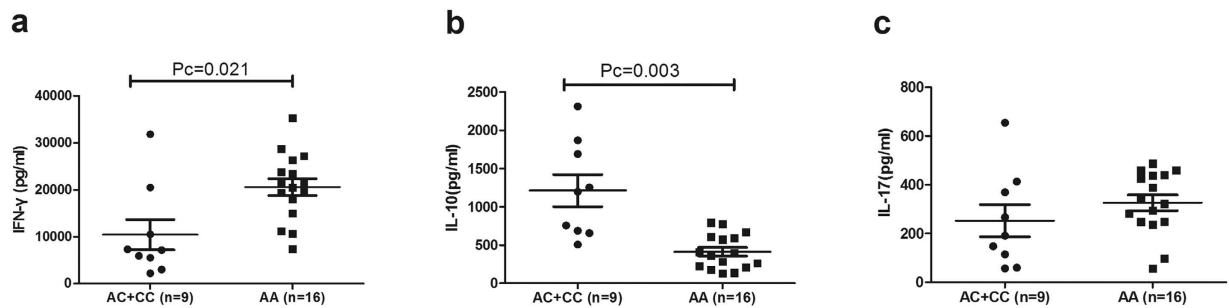 a
Pc=0.021
IFN-γ (pg/ml)
40000
30000
20000
10000
0
AC+CC (n=9)
AA (n=16)
b
Pc=0.003
IL-10(pg/ml)
2500
2000
1500
1000
500
0
AC+CC (n=9)
AA (n=16)
c
IL-17(pg/ml)
800
600
400
200
0
AC+CC (n=9)
AA (n=16)